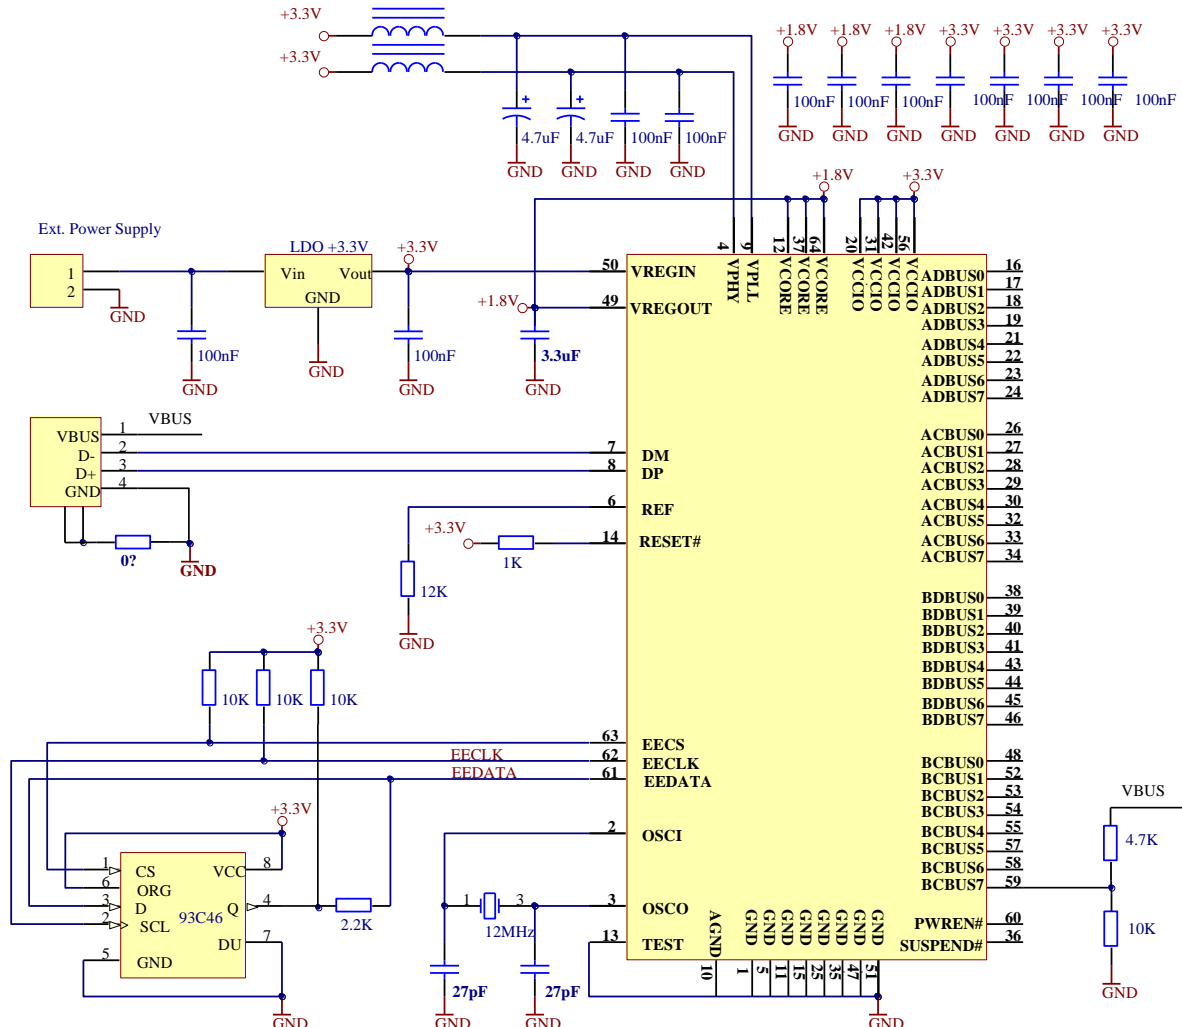 +3.3V
+3.3V
4.7uF
4.7uF
100nF
100nF
GND
GND
GND
GND
+1.8V
+1.8V
+1.8V
+3.3V
+3.3V
+3.3V
+3.3V
100nF
100nF
100nF
100nF
100nF
100nF
100nF
GND
GND
GND
GND
GND
GND
GND
Ext. Power Supply
1
2
GND
100nF
GND
LDO +3.3V
Vin
Vout
GND
GND
+3.3V
100nF
GND
+1.8V
3.3uF
GND
+1.8V
+3.3V
4
9
12
37
64
20
31
42
56
VPHY
VPLL
VCORE
VCORE
VCORE
VCCIO
VCCIO
VCCIO
VCCIO
50 VREGIN
49 VREGOUT
7 DM
8 DP
6 REF
14 RESET#
63 EECS
62 EECLK
61 EEDATA
2 OSCI
3 OSCO
13 TEST
ADBUS0 16
ADBUS1 17
ADBUS2 18
ADBUS3 19
ADBUS4 21
ADBUS5 22
ADBUS6 23
ADBUS7 24
ACBUS0 26
ACBUS1 27
ACBUS2 28
ACBUS3 29
ACBUS4 30
ACBUS5 32
ACBUS6 33
ACBUS7 34
BDBUS0 38
BDBUS1 39
BDBUS2 40
BDBUS3 41
BDBUS4 43
BDBUS5 44
BDBUS6 45
BDBUS7 46
BCBUS0 48
BCBUS1 52
BCBUS2 53
BCBUS3 54
BCBUS4 55
BCBUS5 57
BCBUS6 58
BCBUS7 59
PWREN# 60
SUSPEND# 36
AGND
GND
GND
GND
GND
GND
GND
GND
GND
10
1
5
11
15
25
35
47
51
GND
VBUS
VBUS 1
D- 2
D+ 3
GND 4
0?
GND
+3.3V
1K
12K
GND
+3.3V
10K
10K
10K
EECLK
EEDATA
+3.3V
1 CS
6 ORG
3 D
2 SCL
5 GND
93C46
VCC 8
Q 4
DU 7
2.2K
GND
1
3
12MHz
27pF
27pF
GND
GND
VBUS
4.7K
10K
GND